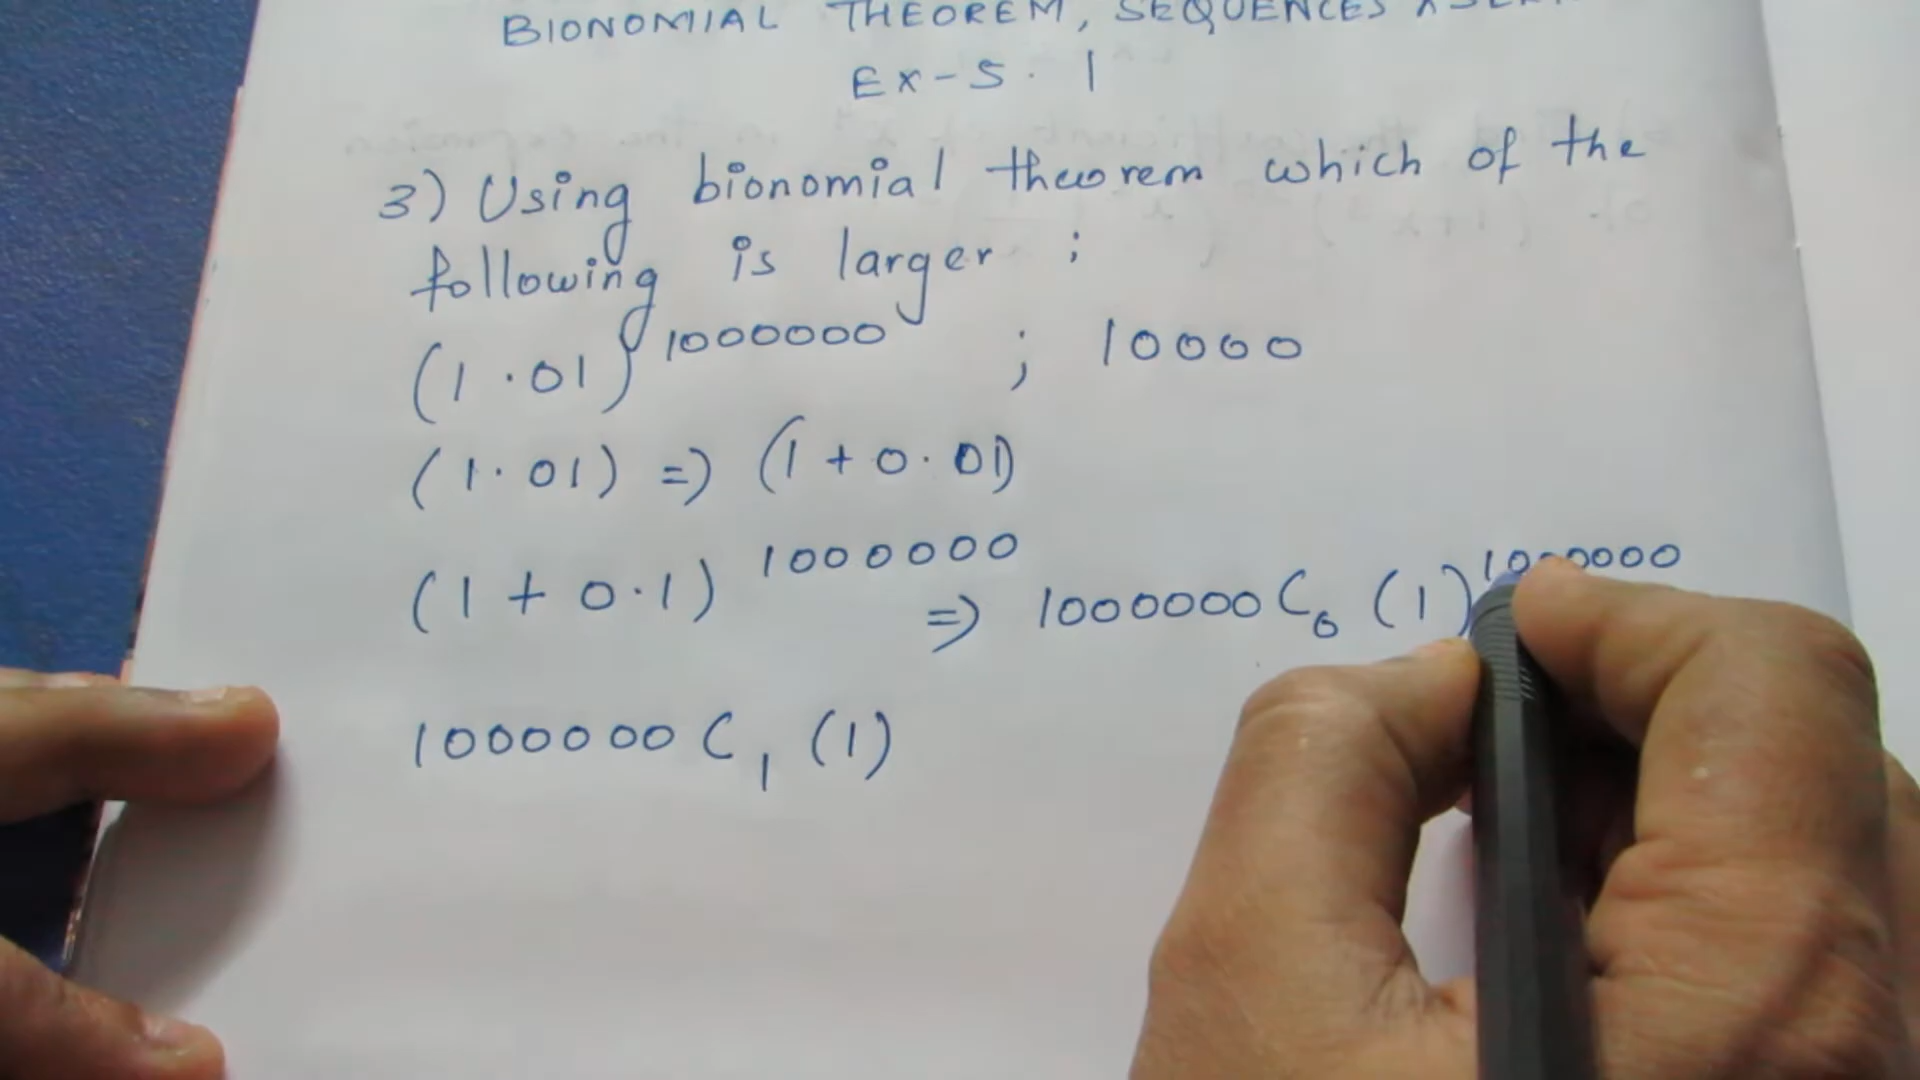 BIONOMIAL THEOREM, SEQUENCES
Ex-5.1
3) Using bionomial theorem which of the
following is larger ;
(1.01)^1000000 ; 10000
(1.01) => (1+0.01)
(1+0.1)^1000000 => 1000000C₀ (1)^1000000
1000000C₁ (1)